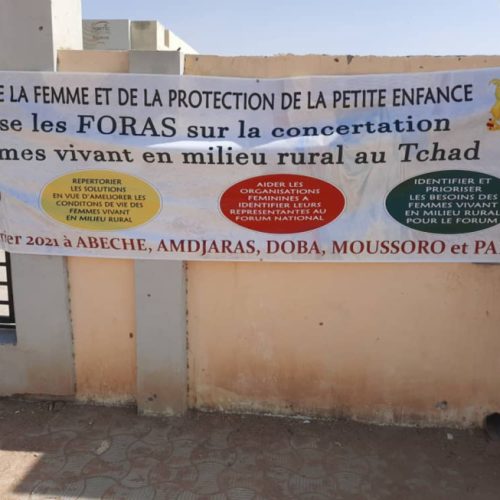 E LA FEMME ET DE LA PROTECTION DE LA PETITE ENFANCE
se les FORAS sur la concertation
mmes vivant en milieu rural au Tchad
REPERTORIER
LES SOLUTIONS
EN VUE D'AMELIORER LES
CONDITIONS DE VIE DES
FEMMES VIVANT
EN MILIEU RURAL
AIDER LES
ORGANISATIONS
FEMININES A
IDENTIFIER LEURS
REPRESENTANTES AU
FORUM NATIONAL
IDENTIFIER ET
PRIORISER
LES BESOINS DES
FEMMES VIVANT
EN MILIEU RURAL
POUR LE FORUM
rier 2021 à ABECHE, AMDJARAS, DOBA, MOUSSORO et PA